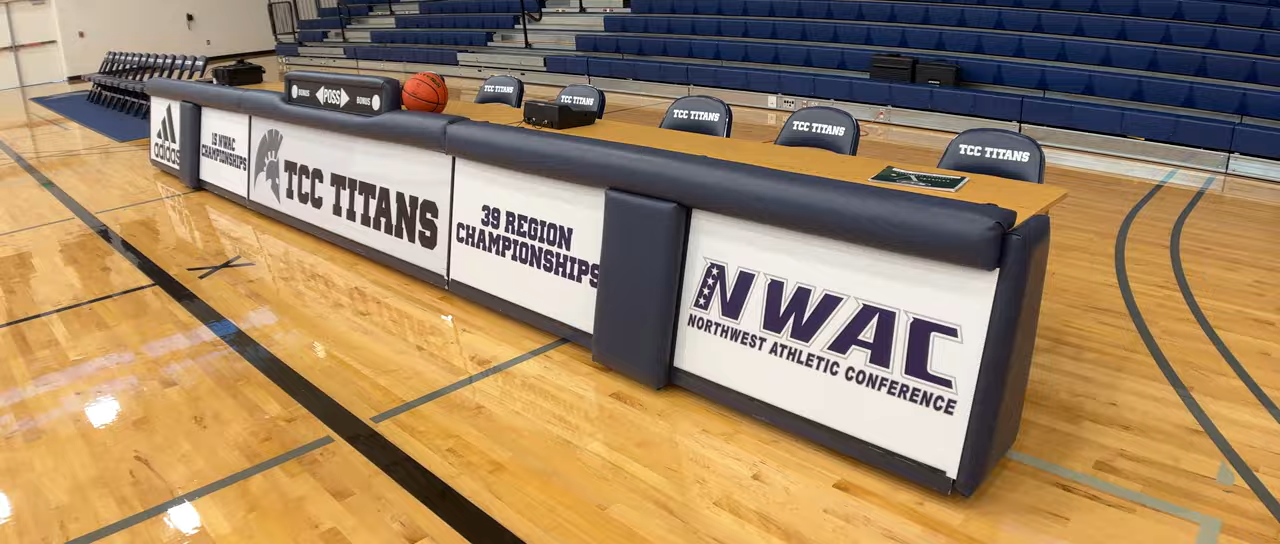 adidas
15 NWAC
CHAMPIONSHIPS
BONUS
POSS
BONUS
TCC TITANS
39 REGION
CHAMPIONSHIPS
NWAC
NORTHWEST ATHLETIC CONFERENCE
TCC TITANS
TCC TITANS
TCC TITANS
TCC TITANS
TCC TITANS